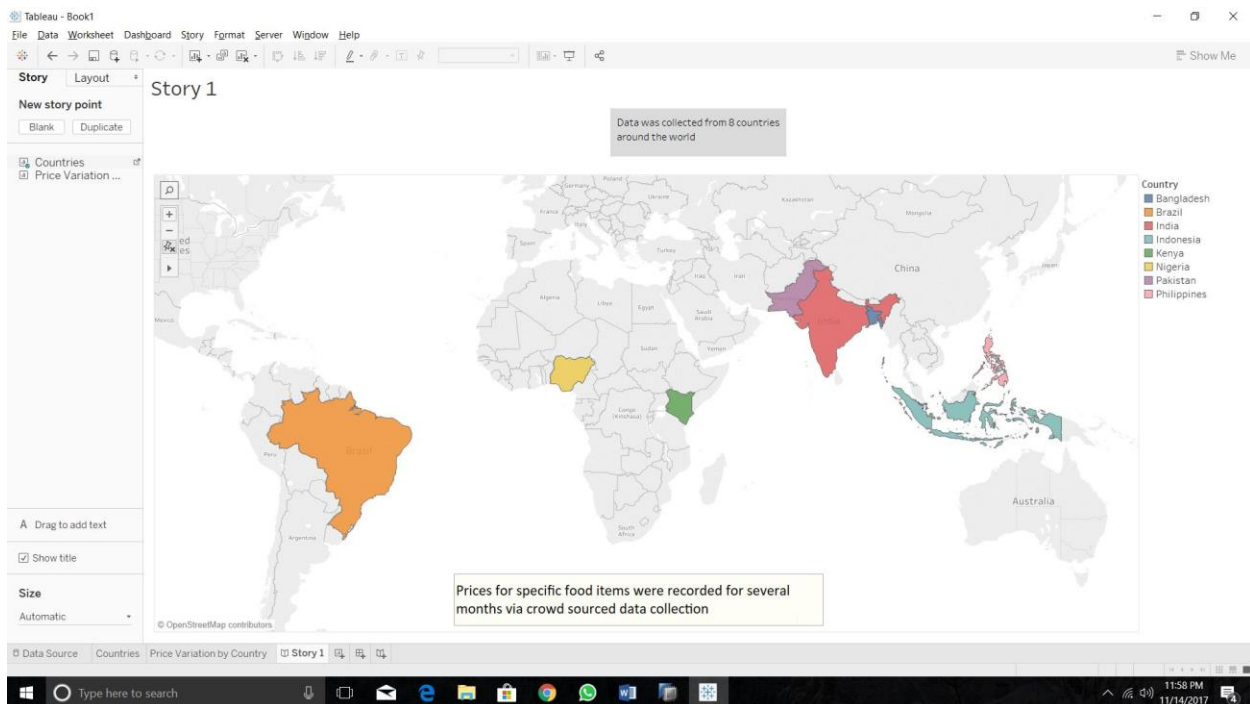 Tableau - Book1
File Data Worksheet Dashboard Story Format Server Window Help
Show Me
Story Layout
New story point
Blank Duplicate
Countries
Price Variation ...
A Drag to add text
Show title
Size
Automatic
Story 1
Data was collected from 8 countries
around the world
Germany
Poland
Ukraine
France
Italy
Spain
Turkey
Kazakhstan
Mongolia
China
Japan
Iraq
Iran
Algeria
Libya
Egypt
Saudi
Arabia
Sudan
Yemen
Mexico
Congo
(Kinshasa)
Peru
Brazil
Argentina
South
Africa
Australia
Prices for specific food items were recorded for several
months via crowd sourced data collection
© OpenStreetMap contributors
Country
Bangladesh
Brazil
India
Indonesia
Kenya
Nigeria
Pakistan
Philippines
Data Source Countries Price Variation by Country Story 1
Type here to search
11:58 PM
11/14/2017